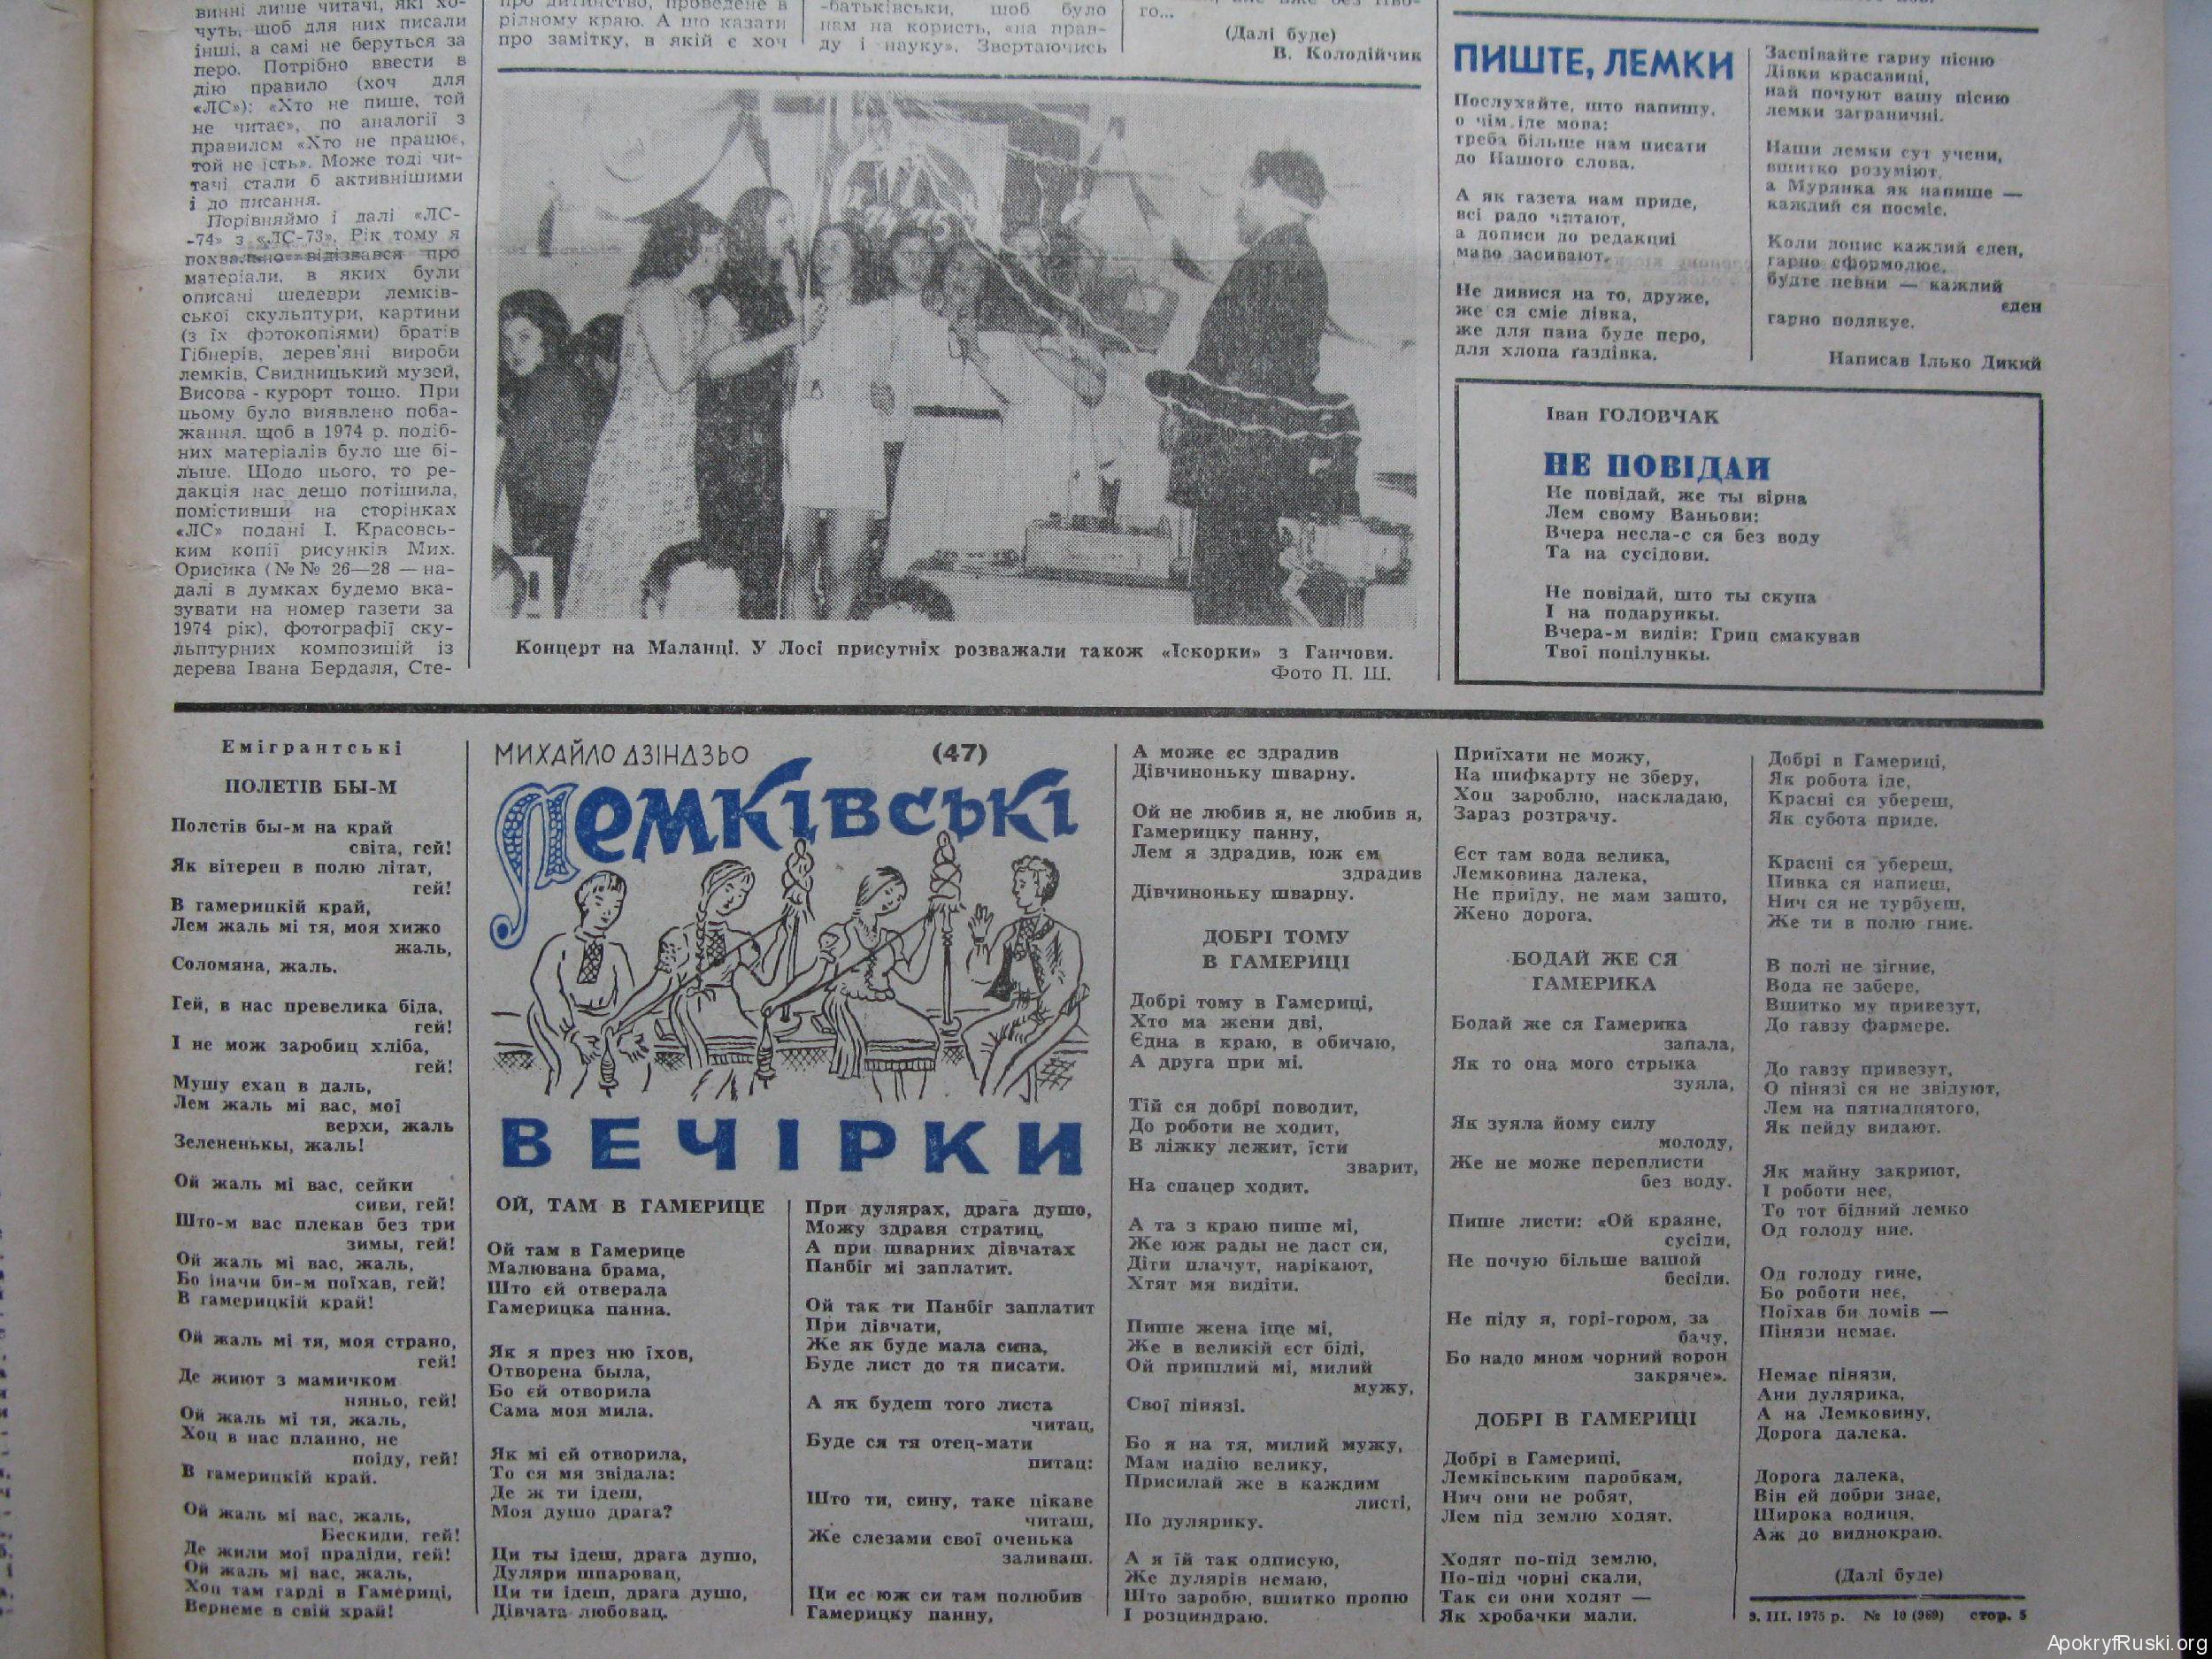 винні лише читачі, які хо-
чуть, шоб для них писали
інші, а самі не беруться за
перо. Потрібно ввести в
дію правило (хоч для
«ЛС»): «Хто не пише, той
не читає», по аналогії з
правилом «Хто не працює,
той не їсть». Може тоді чи-
тачі стали б активнішими
і до писання.
Порівняймо і далі «ЛС-
-74» з «ЛС-73». Рік тому я
похвально відізвався про
матеріали, в яких були
описані шедеври лемків-
ської скульптури, картини
(з їх фотокопіями) братів
Гібнерів, дерев'яні вироби
лемків, Свидницький музей,
Висова - курорт тошо. При
цьому було виявлено поба-
жання, щоб в 1974 р. подіб-
них матеріалів було ше бі-
льше. Щодо цього, то ре-
дакція нас дещо потішила,
помістивши на сторінках
«ЛС» подані І. Красовсь-
ким копії рисунків Мих.
Орисика (№№ 26—28 — на-
далі в думках будемо вка-
зувати на номер газети за
1974 рік), фотографії ску-
льптурних композицій із
дерева Івана Бердаля, Сте-
про дитинство, проведене в
рідному краю. А що казати
про замітку, в якій є хоч
-батьківськи, щоб було
нам на користь, «на прав-
ду і науку». Звертаючись
го...
(Далі буде)
В. Колодійчик
Концерт на Маланці. У Лосі присутніх розважали також «Іскорки» з Ганчови.
Фото П. Ш.
ПИШТЕ, ЛЕМКИ
Послухайте, што напишу,
о чім іде мова:
треба більше нам писати
до Нашого слова.
А як газета нам приде,
всі радо читают,
а дописи до редакциі
мало засипают.
Не дивися на то, друже,
же ся сміє дівка,
же для пана буде перо,
для хлопа ґаздівка.
Заспівайте гарну пісню
Дівки красавиці,
най почуют вашу пісню
лемки заграничні.
Наши лемки сут учени,
вшитко розуміют,
а Мурянка як напише —
каждий ся посміє.
Коли допис каждий єден,
гарно сформолює,
будте певни — каждий
єден
гарно подякує.
Написав Ілько Дикий
Іван ГОЛОВЧАК
НЕ ПОВІДАЙ
Не повідай, же ты вірна
Лем свому Ваньови:
Вчера несла-с ся без воду
Та на сусідови.
Не повідай, што ты скупа
І на подарункы.
Вчера-м видів: Гриц смакував
Твої поцілункы.
Емігрантські
ПОЛЕТІВ БЫ-М
Полетів бы-м на край
світа, гей!
Як вітерец в полю літат,
гей!
В гамерицкій край,
Лем жаль мі тя, моя хижо
жаль,
Соломяна, жаль.
Гей, в нас превелика біда,
гей!
І не мож заробиц хліба,
гей!
Мушу ехац в даль,
Лем жаль мі вас, мої
верхи, жаль
Зелененькы, жаль!
Ой жаль мі вас, сейки
сиви, гей!
Што-м вас плекав без три
зимы, гей!
Ой жаль мі вас, жаль,
Бо іначи би-м поїхав, гей!
В гамерицкій край!
Ой жаль мі тя, моя страно,
гей!
Де жиют з мамичком
няньо, гей!
Ой жаль мі тя, жаль,
Хоц в нас планно, не
поіду, гей!
В гамерицкій край.
Ой жаль мі вас, жаль,
Бескиди, гей!
Де жили мої прадіди, гей!
Ой жаль мі вас, жаль,
Хоц там гарді в Гамериці,
Вернеме в свій край!
МИХАЙЛО ДЗІНДЗЬО (47)
Лемківські
ВЕЧІРКИ
ОЙ, ТАМ В ГАМЕРИЦЕ
Ой там в Гамерице
Малювана брама,
Што єй отверала
Гамерицка панна.
Як я през ню їхов,
Отворена была,
Бо єй отворила
Сама моя мила.
Як мі ей отворила,
То ся мя звідала:
Де ж ти ідеш,
Моя душо драга?
Ци ты ідеш, драга душо,
Дуляри шпаровац,
Ци ти ідеш, драга душо,
Дівчата любовац.
При дулярах, драга душо,
Можу здравя стратиц,
А при шварних дівчатах
Панбіг мі заплатит.
Ой так ти Панбіг заплатит
При дівчати,
Же як буде мала сина,
Буде лист до тя писати.
А як будеш того листа
читац,
Буде ся тя отец-мати
питац:
Што ти, сину, таке цікаве
читаш,
Же слезами свої оченька
заливаш.
Ци єс юж си там полюбив
Гамерицку панну,
А може єс здрадив
Дівчиноньку шварну.
Ой не любив я, не любив я,
Гамерицку панну,
Лем я здрадив, юж єм
здрадив
Дівчиноньку шварну.
ДОБРІ ТОМУ
В ГАМЕРИЦІ
Добрі тому в Гамериці,
Хто ма жени дві,
Єдна в краю, в обичаю,
А друга при мі.
Тій ся добрі поводит,
До роботи не ходит,
В ліжку лежит, їсти
зварит,
На спацер ходит.
А та з краю пише мі,
Же юж рады не даст си,
Діти плачут, нарікают,
Хтят мя видіти.
Пише жена іще мі,
Же в великій єст біді,
Ой пришлий мі, милий
мужу,
Свої пінязі.
Бо я на тя, милий мужу,
Мам надію велику,
Присилай же в каждим
листі,
По дулярику.
А я їй так одписую,
Же дулярів немаю,
Што заробю, вшитко пропю
І розциндраю.
Приїхати не можу,
На шифкарту не зберу,
Хоц зароблю, наскладаю,
Зараз розтрачу.
Єст там вода велика,
Лемковина далека,
Не приїду, не мам зашто,
Жено дорога.
БОДАЙ ЖЕ СЯ
ГАМЕРИКА
Бодай же ся Гамерика
запала,
Як то она мого стрыка
зуяла,
Як зуяла йому силу
молоду,
Же не може переплисти
без воду.
Пише листи: «Ой краяне,
сусіди,
Не почую більше вашой
бесіди.
Не піду я, горі-гором, за
бачу,
Бо надо мном чорний ворон
закряче».
ДОБРІ В ГАМЕРИЦІ
Добрі в Гамериці,
Лемківським паробкам,
Нич они не робят,
Лем під землю ходят.
Ходят по-під землю,
По-під чорні скали,
Так си они ходят —
Як хробачки мали.
Добрі в Гамериці,
Як робота іде,
Красні ся убереш,
Як субота приде.
Красні ся убереш,
Пивка ся напиєш,
Нич ся не турбуєш,
Же ти в полю гниє.
В полі не зігниє,
Вода не забере,
Вшитко му привезут,
До гавзу фармере.
До гавзу привезут,
О пінязі ся не звідуют,
Лем на пятнадцятого,
Як пейду видают.
Як майну закриют,
І роботи неє,
То тот бідний лемко
Од голоду ние.
Од голоду гине,
Бо роботи неє,
Поїхав би домів —
Пінязи немає.
Немає пінязи,
Ани дулярика,
А на Лемковину,
Дорога далека.
Дорога далека,
Він ей добри знає,
Широка водиця,
Аж до виднокраю.
(Далі буде)
9. III. 1975 р. № 10 (969) стор. 5
ApokryfRuski.org